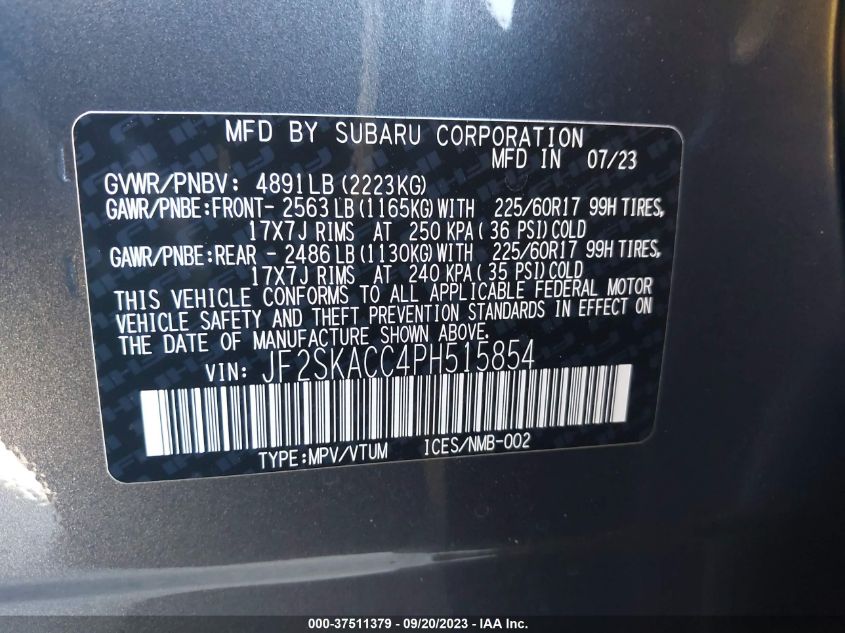 MFD BY SUBARU CORPORATION
MFD IN 07/23
GVWR/PNBV: 4891LB(2223KG)
GAWR/PNBE:FRONT- 2563LB(1165KG)WITH 225/60R17 99H TIRES,
17X7J RIMS AT 250 KPA( 36 PSI)COLD
GAWR/PNBE:REAR - 2486LB(1130KG)WITH 225/60R17 99H TIRES,
17X7J RIMS AT 240 KPA( 35 PSI)COLD
THIS VEHICLE CONFORMS TO ALL APPLICABLE FEDERAL MOTOR
VEHICLE SAFETY AND THEFT PREVENTION STANDARDS IN EFFECT ON
THE DATE OF MANUFACTURE SHOWN ABOVE.
VIN: JF2SKACC4PH515854
TYPE:MPV/VTUM ICES/NMB-002
000-37511379 - 09/20/2023 - IAA Inc.